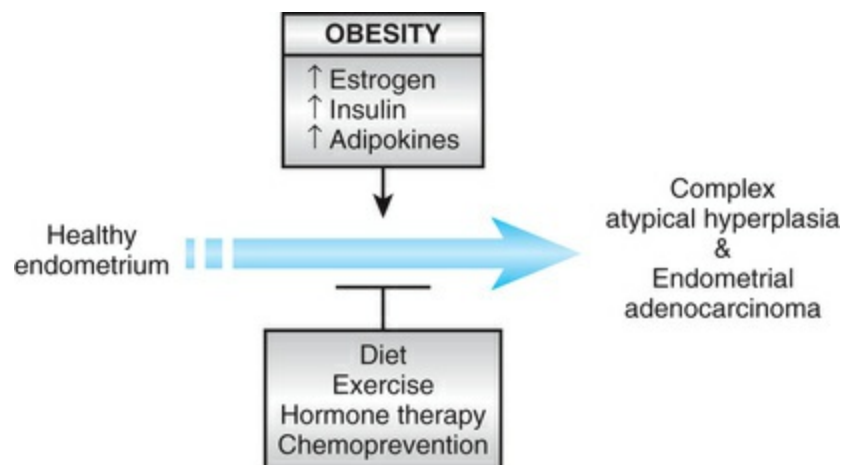 OBESITY
↑ Estrogen
↑ Insulin
↑ Adipokines
Healthy
endometrium
Complex
atypical hyperplasia
&
Endometrial
adenocarcinoma
Diet
Exercise
Hormone therapy
Chemoprevention